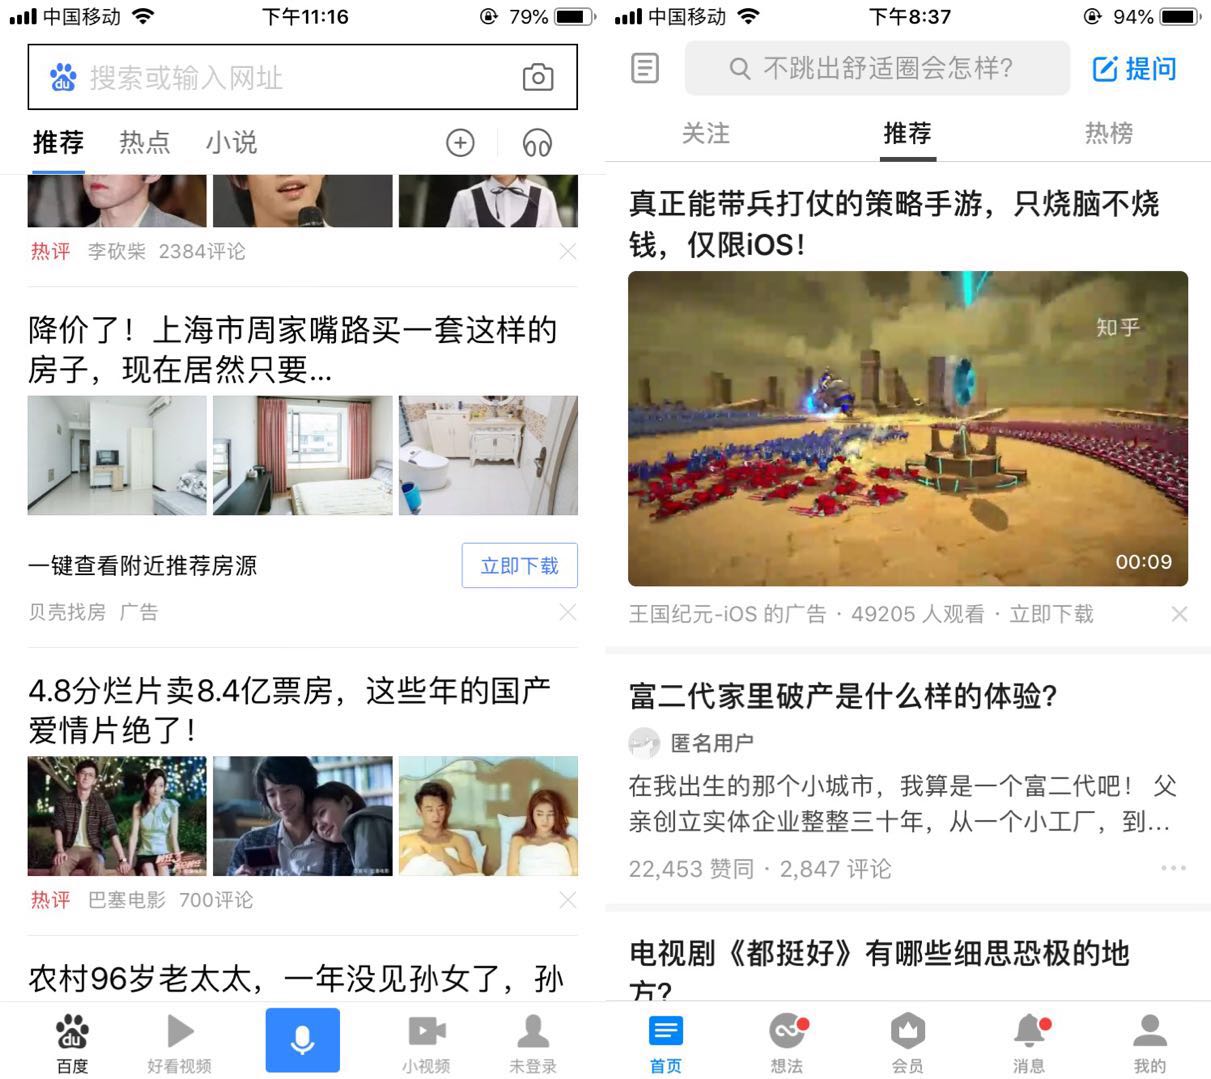 中国移动
下午11:16
79%
du
搜索或输入网址
推荐
热点
小说
热评 李砍柴 2384评论
降价了！上海市周家嘴路买一套这样的
房子，现在居然只要...
一键查看附近推荐房源
立即下载
贝壳找房 广告
4.8分烂片卖8.4亿票房，这些年的国产
爱情片绝了！
热评 巴塞电影 700评论
农村96岁老太太，一年没见孙女了，孙
du
百度
好看视频
小视频
未登录
中国移动
下午8:37
94%
不跳出舒适圈会怎样?
提问
关注
推荐
热榜
真正能带兵打仗的策略手游，只烧脑不烧
钱，仅限iOS！
知乎
00:09
王国纪元-iOS 的广告 · 49205 人观看 · 立即下载
富二代家里破产是什么样的体验?
匿名用户
在我出生的那个小城市，我算是一个富二代吧！ 父
亲创立实体企业整整三十年，从一个小工厂，到...
22,453 赞同 · 2,847 评论
电视剧《都挺好》有哪些细思恐极的地
方?
首页
想法
会员
消息
我的